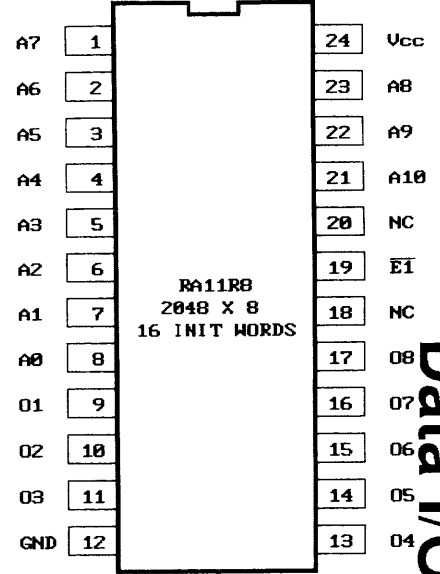 A7 1 24 Vcc
A6 2 23 A8
A5 3 22 A9
A4 4 21 A10
A3 5 20 NC
A2 6 19 E1
RA11R8
A1 7 2048 X 8 18 NC
16 INIT WORDS
A0 8 17 O8
O1 9 16 O7
O2 10 15 O6
O3 11 14 O5
GND 12 13 O4
Data I/O